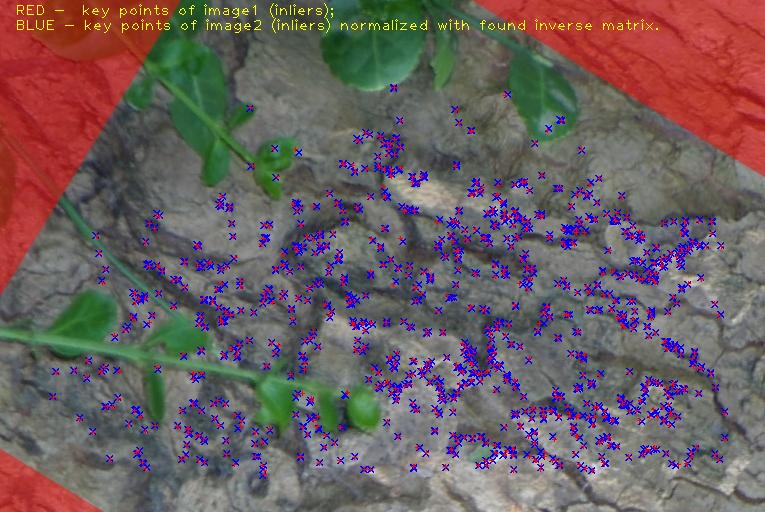 RED -  key points of image1 (inliers);
BLUE - key points of image2 (inliers) normalized with found inverse matrix.